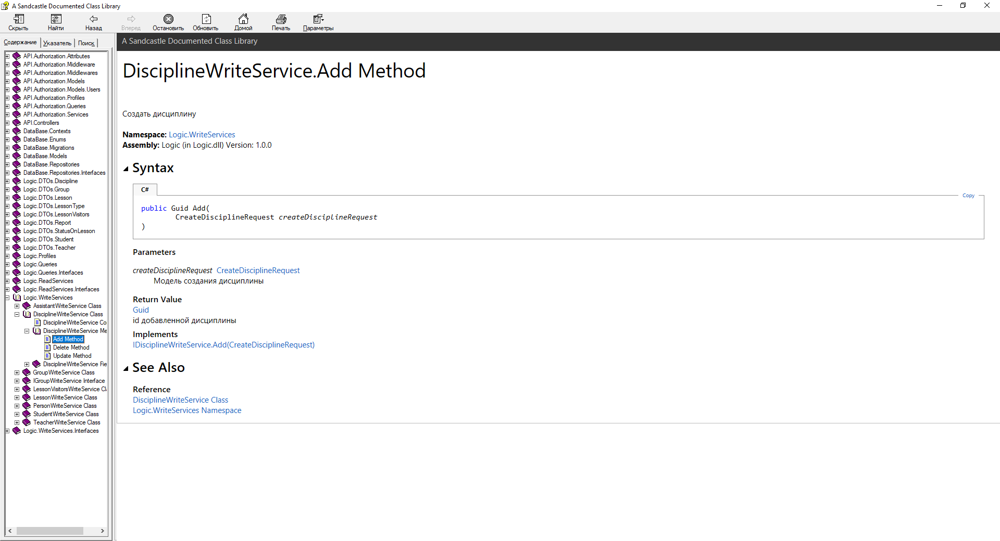 A Sandcastle Documented Class Library
Скрыть
Найти
Назад
Вперед
Остановить
Обновить
Домой
Печать
Параметры
Содержание
Указатель
Поиск
API.Authorization.Attributes
API.Authorization.Middleware
API.Authorization.Middlewares
API.Authorization.Models
API.Authorization.Models.Users
API.Authorization.Profiles
API.Authorization.Queries
API.Authorization.Services
API.Controllers
DataBase.Contexts
DataBase.Enums
DataBase.Migrations
DataBase.Models
DataBase.Repositories
DataBase.Repositories.Interfaces
Logic.DTOs.Discipline
Logic.DTOs.Group
Logic.DTOs.Lesson
Logic.DTOs.LessonType
Logic.DTOs.LessonVisitors
Logic.DTOs.Report
Logic.DTOs.StatusOnLesson
Logic.DTOs.Student
Logic.DTOs.Teacher
Logic.Profiles
Logic.Queries
Logic.Queries.Interfaces
Logic.ReadServices
Logic.ReadServices.Interfaces
Logic.WriteServices
AssistantWriteService Class
DisciplineWriteService Class
DisciplineWriteService Co
DisciplineWriteService Me
Add Method
Delete Method
Update Method
DisciplineWriteService Fie
GroupWriteService Class
IGroupWriteService Interface
LessonVisitorsWriteService Cl
LessonWriteService Class
PersonWriteService Class
StudentWriteService Class
TeacherWriteService Class
Logic.WriteServices.Interfaces
A Sandcastle Documented Class Library
DisciplineWriteService.Add Method
Создать дисциплину
Namespace: Logic.WriteServices
Assembly: Logic (in Logic.dll) Version: 1.0.0
Syntax
C#
Copy
public Guid Add(
CreateDisciplineRequest createDisciplineRequest
)
Parameters
createDisciplineRequest CreateDisciplineRequest
Модель создания дисциплины
Return Value
Guid
id добавленной дисциплины
Implements
IDisciplineWriteService.Add(CreateDisciplineRequest)
See Also
Reference
DisciplineWriteService Class
Logic.WriteServices Namespace